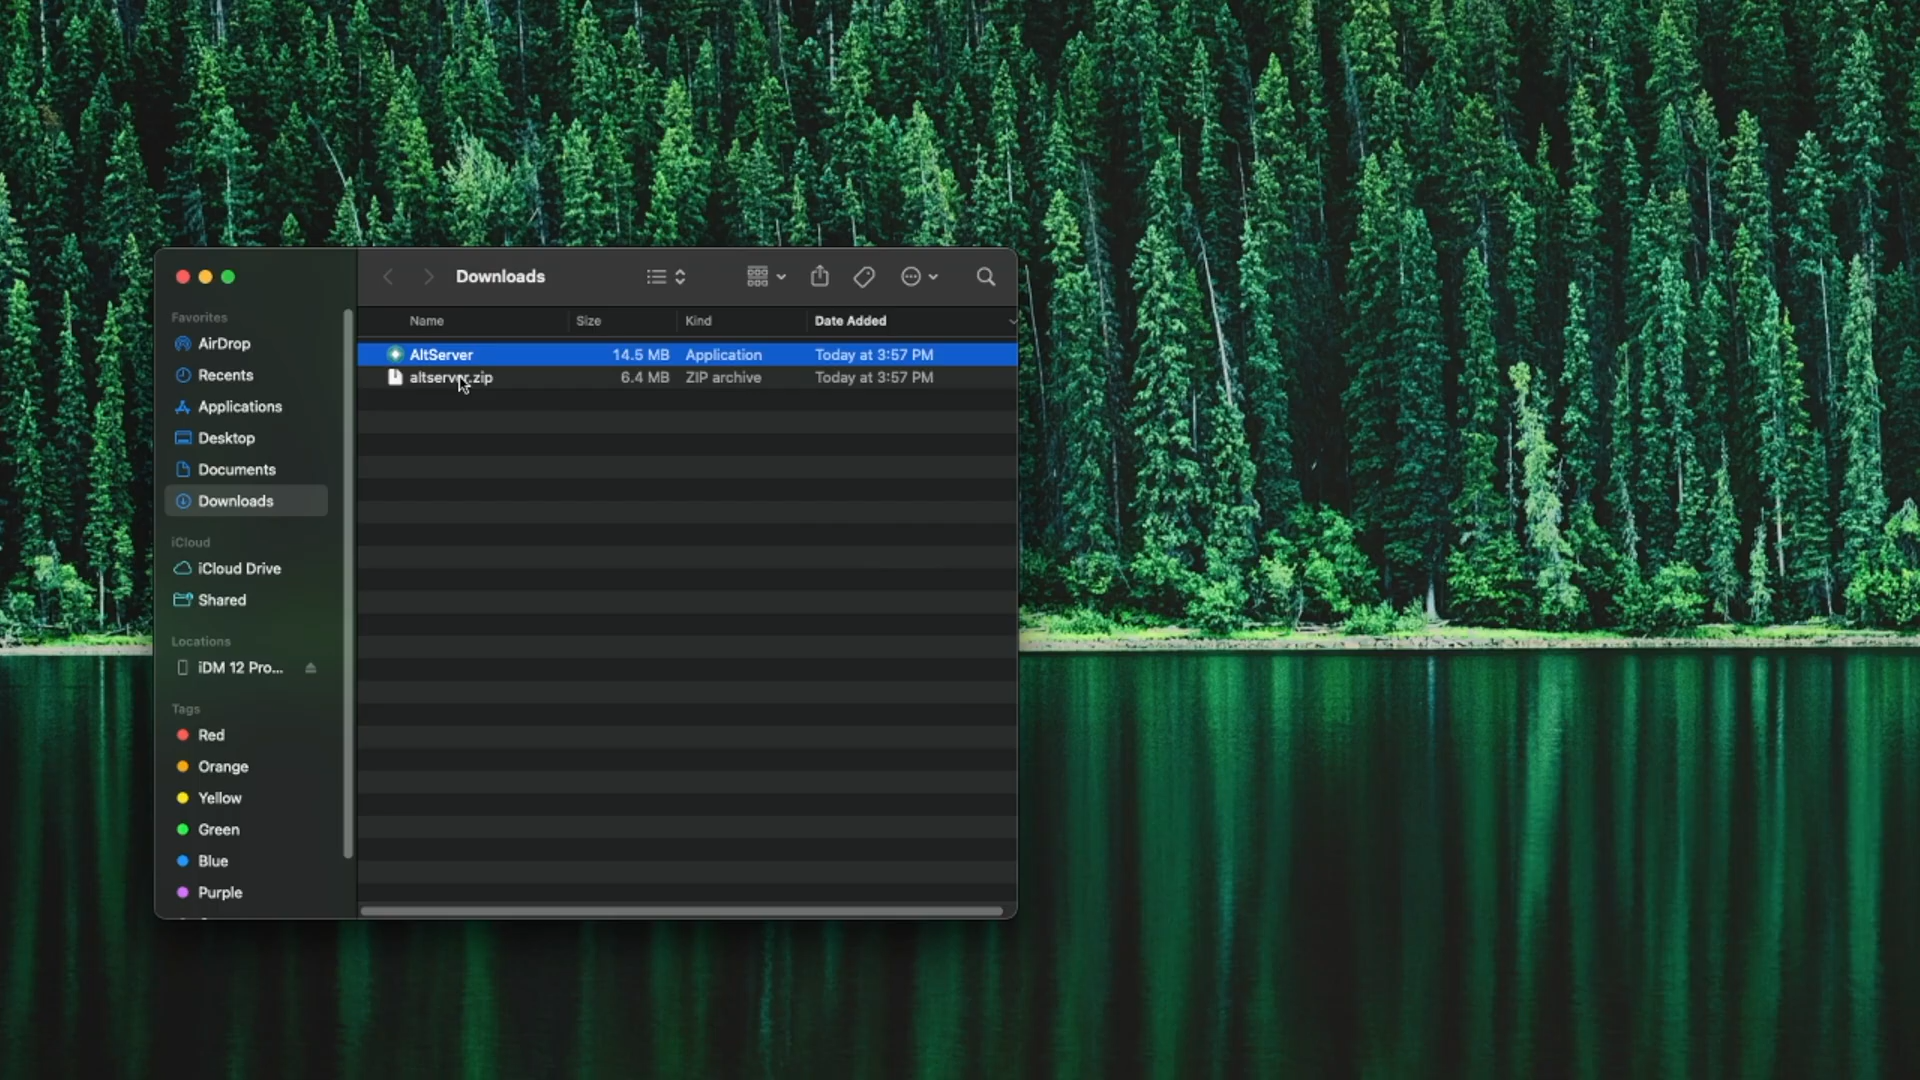 Downloads
Favorites
AirDrop
Recents
Applications
Desktop
Documents
Downloads
iCloud
iCloud Drive
Shared
Locations
iDM 12 Pro...
Tags
Red
Orange
Yellow
Green
Blue
Purple
Name Size Kind Date Added
AltServer 14.5 MB Application Today at 3:57 PM
altserver.zip 6.4 MB ZIP archive Today at 3:57 PM